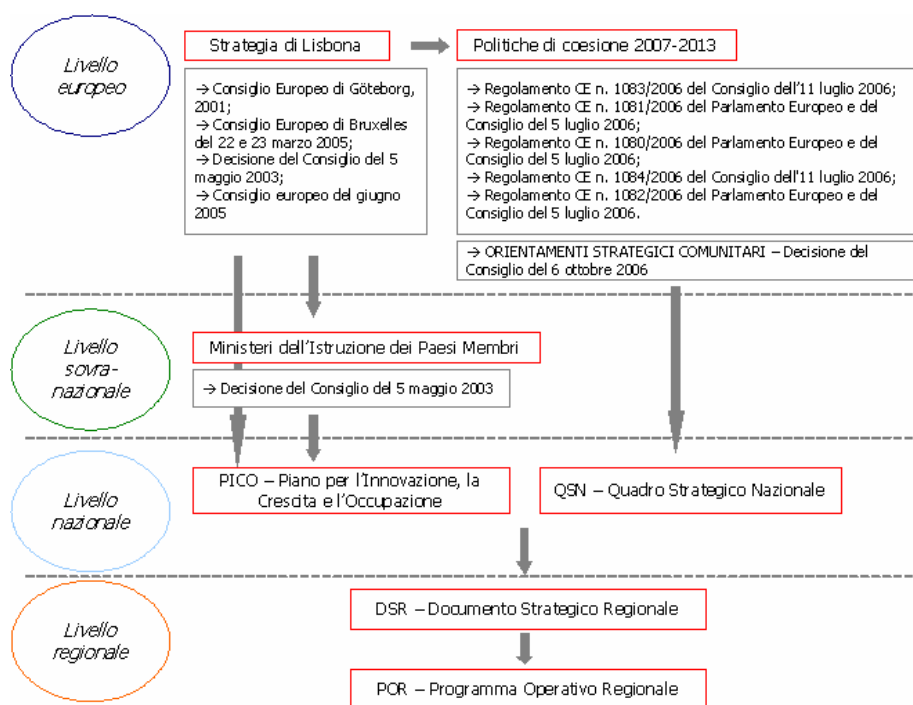 Livello
europeo
Strategia di Lisbona
Politiche di coesione 2007-2013
→ Consiglio Europeo di Göteborg,
2001;
→ Consiglio Europeo di Bruxelles
del 22 e 23 marzo 2005;
→ Decisione del Consiglio del 5
maggio 2003;
→ Consiglio europeo del giugno
2005
→ Regolamento CE n. 1083/2006 del Consiglio dell'11 luglio 2006;
→ Regolamento CE n. 1081/2006 del Parlamento Europeo e del
Consiglio del 5 luglio 2006;
→ Regolamento CE n. 1080/2006 del Parlamento Europeo e del
Consiglio del 5 luglio 2006;
→ Regolamento CE n. 1084/2006 del Consiglio dell'11 luglio 2006;
→ Regolamento CE n. 1082/2006 del Parlamento Europeo e del
Consiglio del 5 luglio 2006.
→ ORIENTAMENTI STRATEGICI COMUNITARI – Decisione del
Consiglio del 6 ottobre 2006
Livello
sovra-
nazionale
Ministeri dell'Istruzione dei Paesi Membri
→ Decisione del Consiglio del 5 maggio 2003
Livello
nazionale
PICO – Piano per l'Innovazione, la
Crescita e l'Occupazione
QSN – Quadro Strategico Nazionale
Livello
regionale
DSR – Documento Strategico Regionale
POR – Programma Operativo Regionale